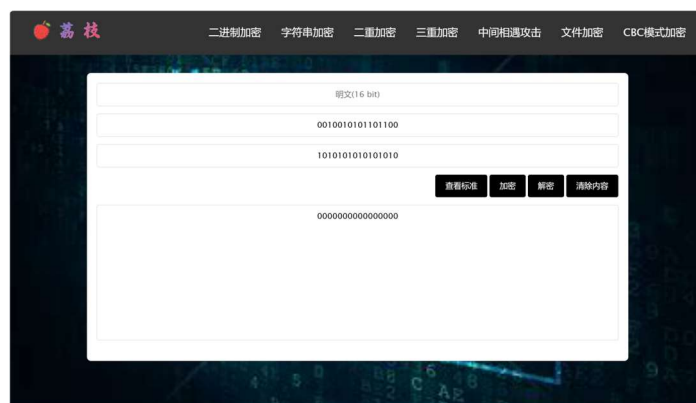 荔枝 二进制加密 字符串加密 二重加密 三重加密 中间相遇攻击 文件加密 CBC模式加密
明文(16 bit)
0010010101101100
1010101010101010
查看标准 加密 解密 清除内容
0000000000000000